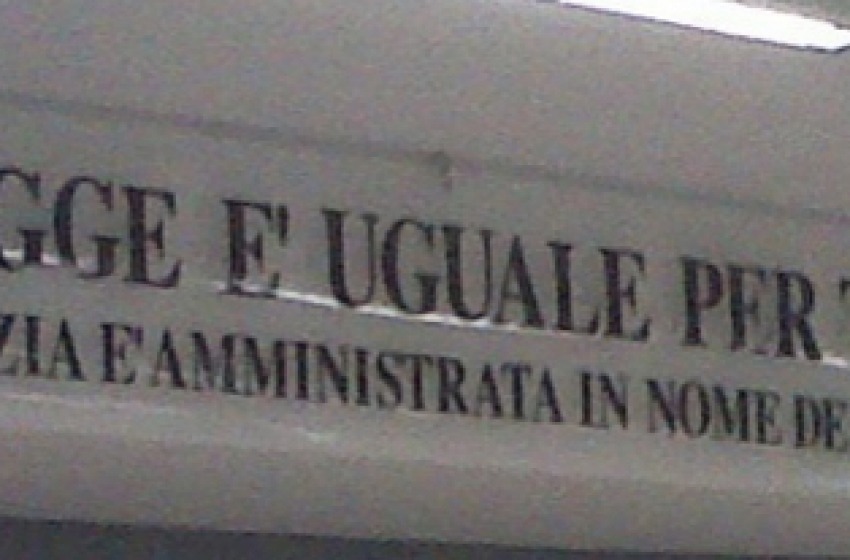 GGE E' UGUALE PER T
ZIA E' AMMINISTRATA IN NOME DE